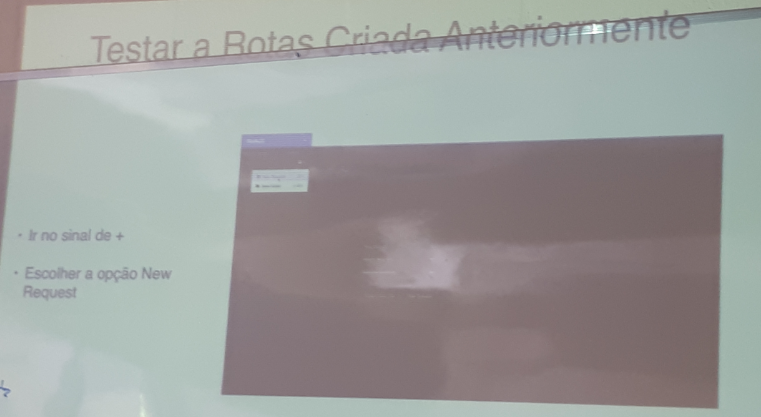 Testar a Rotas Criada Anteriormente
• Ir no sinal de +
• Escolher a opção New
Request